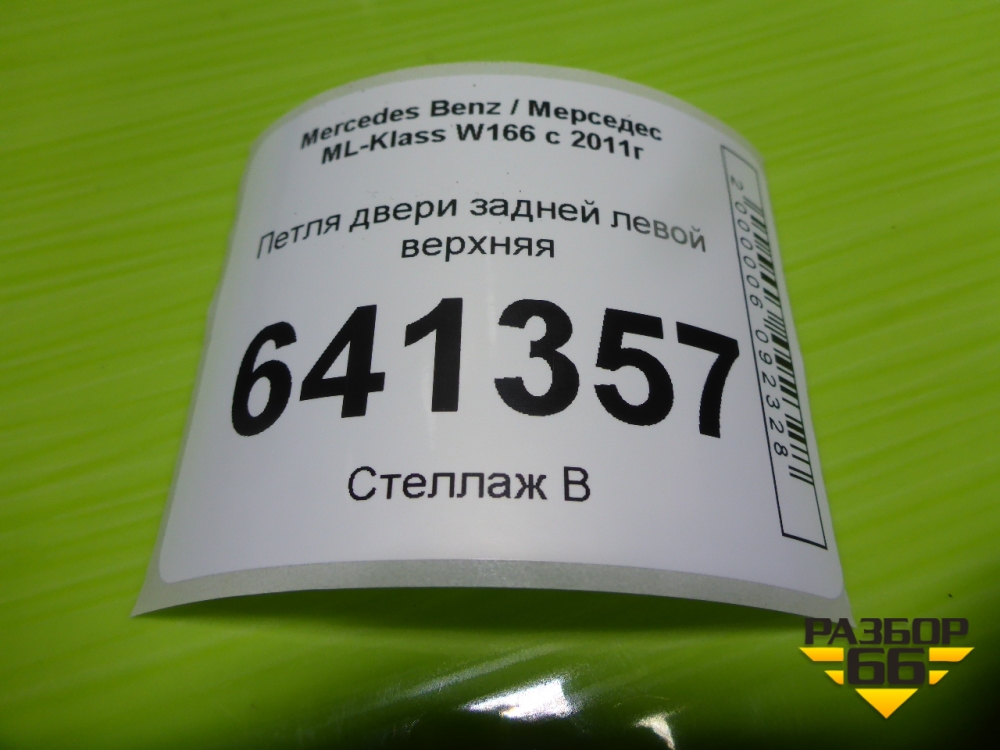 Mercedes Benz / Мерседес
ML-Klass W166 с 2011г
Петля двери задней левой
верхняя
641357
Стеллаж В
2000006092328
РАЗБОР
66